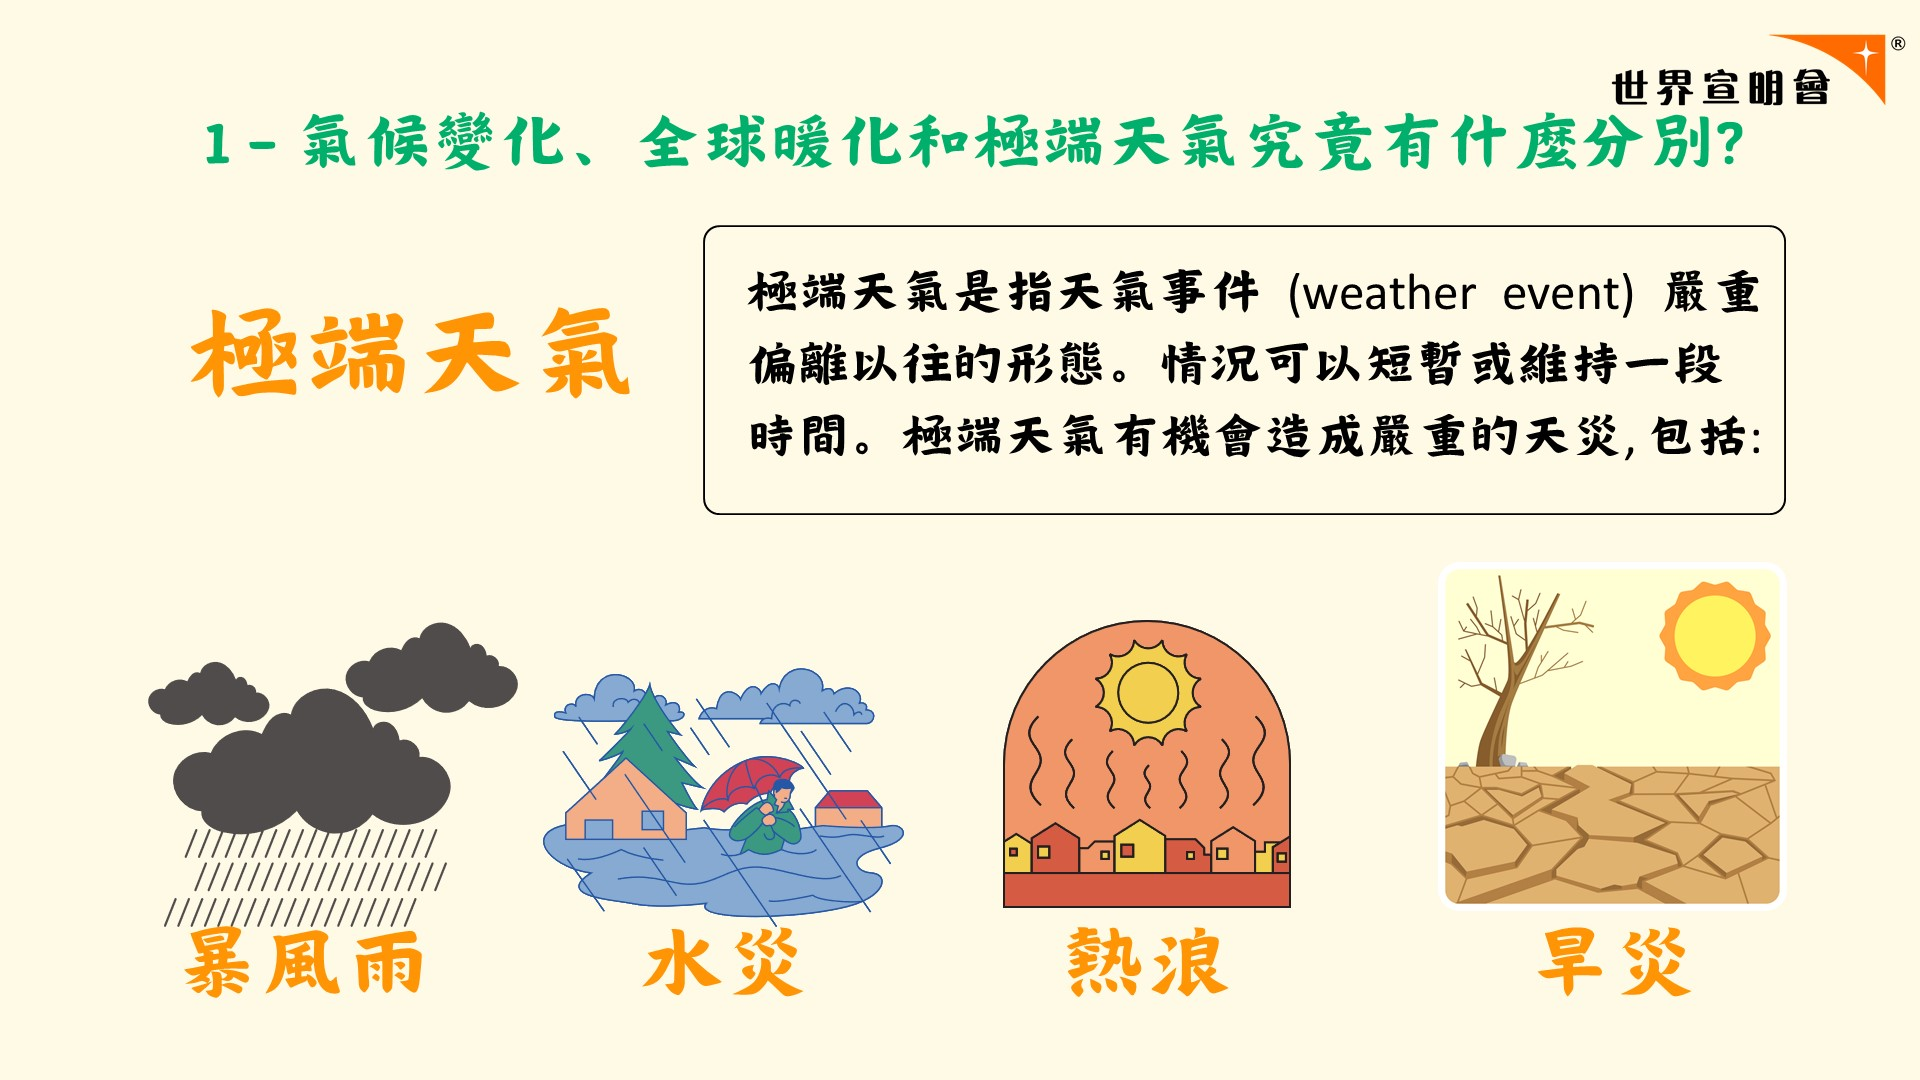 世界宣明會®
1 – 氣候變化、全球暖化和極端天氣究竟有什麼分別?
極端天氣
極端天氣是指天氣事件 (weather event) 嚴重
偏離以往的形態。情況可以短暫或維持一段
時間。極端天氣有機會造成嚴重的天災, 包括:
暴風雨
水災
熱浪
旱災